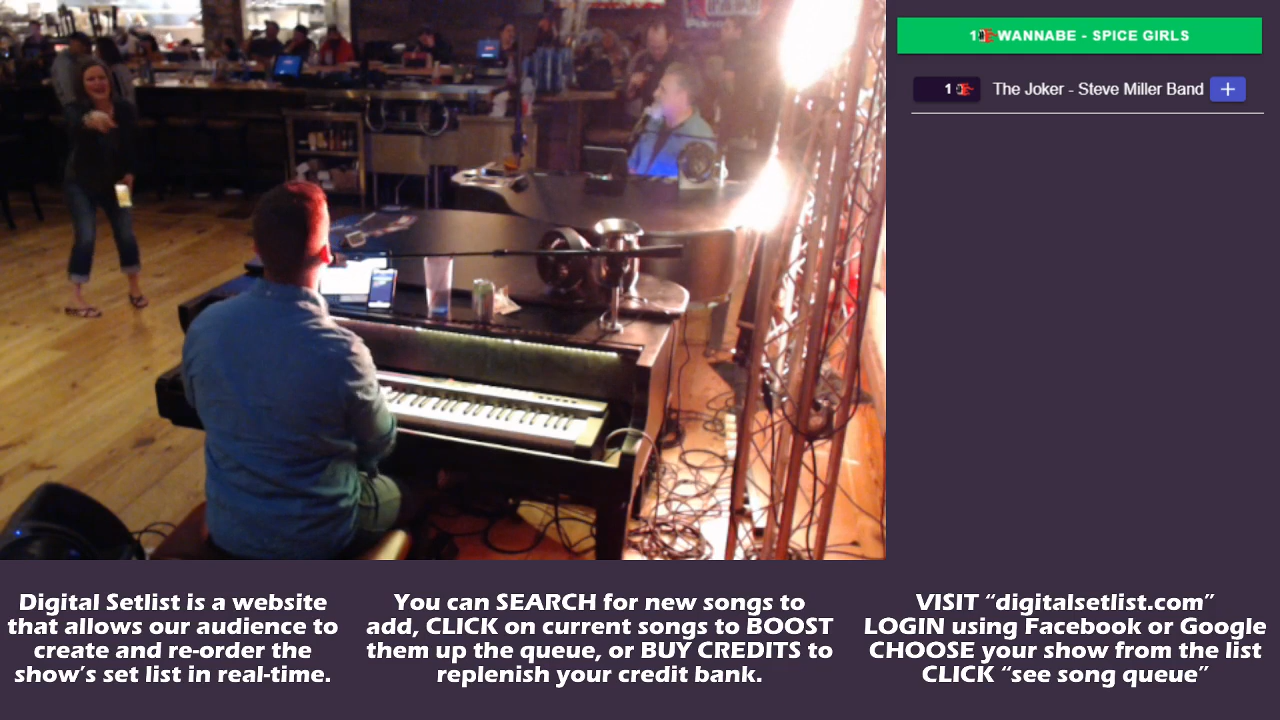 1 WANNABE - SPICE GIRLS
1 The Joker - Steve Miller Band +
Digital Setlist is a website
that allows our audience to
create and re-order the
show's set list in real-time.
You can SEARCH for new songs to
add, CLICK on current songs to BOOST
them up the queue, or BUY CREDITS to
replenish your credit bank.
VISIT “digitalsetlist.com”
LOGIN using Facebook or Google
CHOOSE your show from the list
CLICK “see song queue”